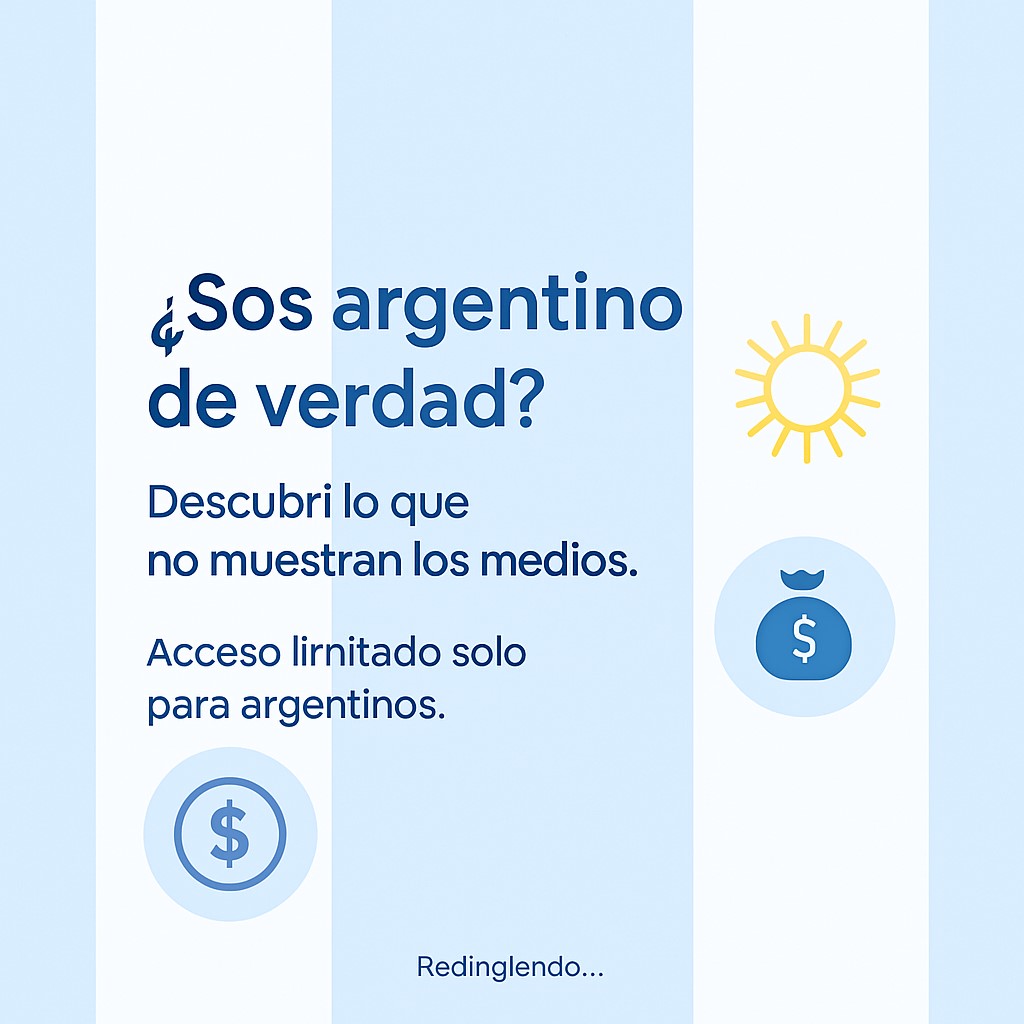 ¿Sos argentino
de verdad?
Descubri lo que
no muestran los medios.
Acceso lirnitado solo
para argentinos.
$
$
Redinglendo...